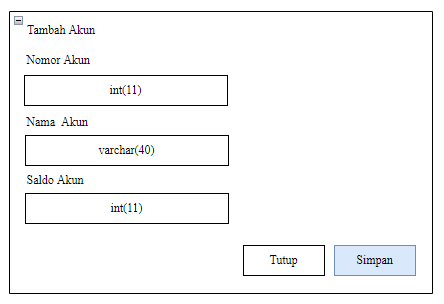 Tambah Akun
Nomor Akun
int(11)
Nama Akun
varchar(40)
Saldo Akun
int(11)
Tutup
Simpan